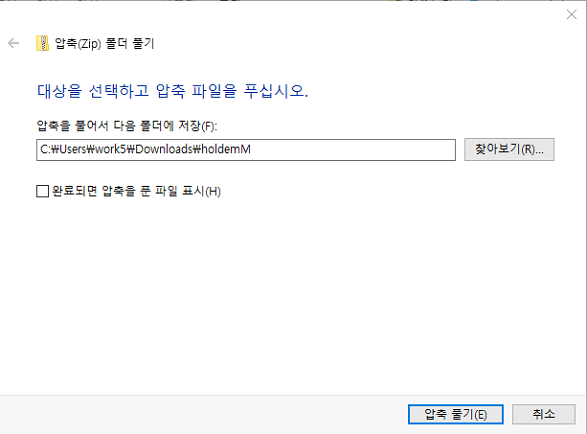 압축(Zip) 폴더 풀기
대상을 선택하고 압축 파일을 푸십시오.
압축을 풀어서 다음 폴더에 저장(F):
C:₩Users₩work5₩Downloads₩holdemM
찾아보기(R)...
완료되면 압축을 푼 파일 표시(H)
압축 풀기(E)
취소